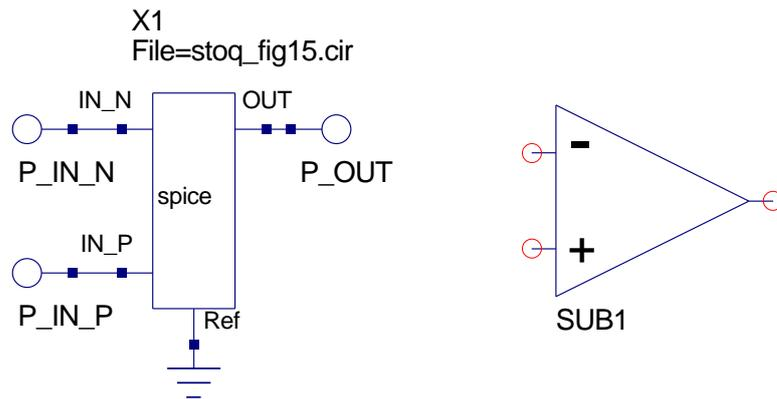 X1
File=stoq_fig15.cir
IN_N
OUT
P_IN_N
P_OUT
spice
IN_P
P_IN_P
Ref
-
+
SUB1